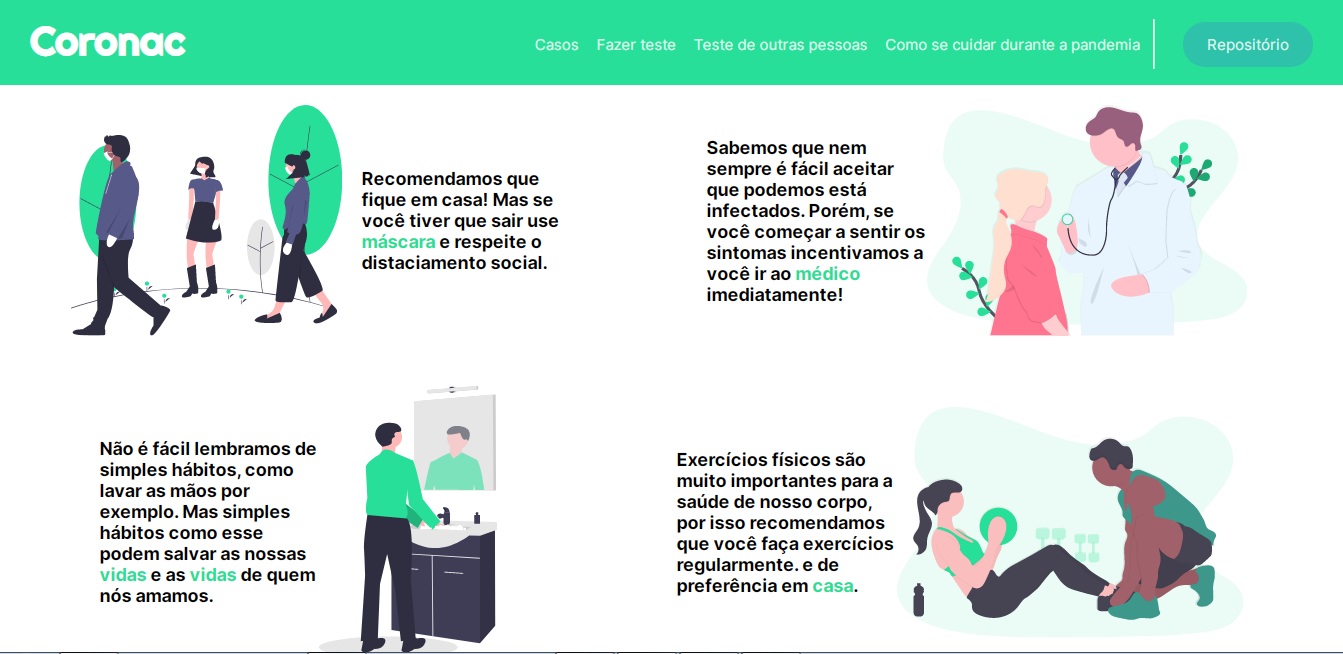 Coronac
Casos
Fazer teste
Teste de outras pessoas
Como se cuidar durante a pandemia
Repositório
Recomendamos que
fique em casa! Mas se
você tiver que sair use
máscara e respeite o
distaciamento social.
Sabemos que nem
sempre é fácil aceitar
que podemos está
infectados. Porém, se
você começar a sentir os
sintomas incentivamos a
você ir ao médico
imediatamente!
Não é fácil lembramos de
simples hábitos, como
lavar as mãos por
exemplo. Mas simples
hábitos como esse
podem salvar as nossas
vidas e as vidas de quem
nós amamos.
Exercícios físicos são
muito importantes para a
saúde de nosso corpo,
por isso recomendamos
que você faça exercícios
regularmente. e de
preferência em casa.